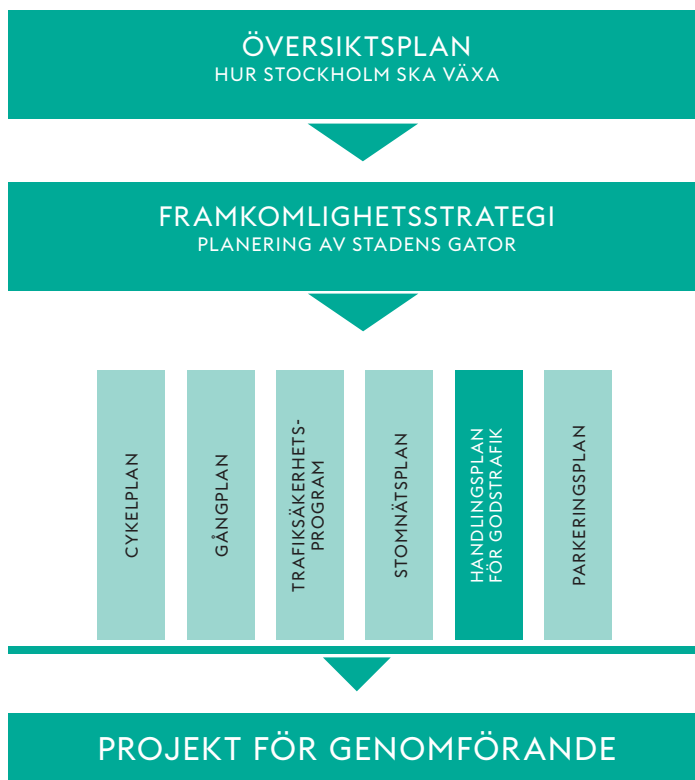 ÖVERSIKTSPLAN
HUR STOCKHOLM SKA VÄXA
FRAMKOMLIGHETSSTRATEGI
PLANERING AV STADENS GATOR
CYKELPLAN
GÅNGPLAN
TRAFIKSÄKERHETS-
PROGRAM
STOMNÄTSPLAN
HANDLINGSPLAN
FÖR GODSTRAFIK
PARKERINGSPLAN
PROJEKT FÖR GENOMFÖRANDE